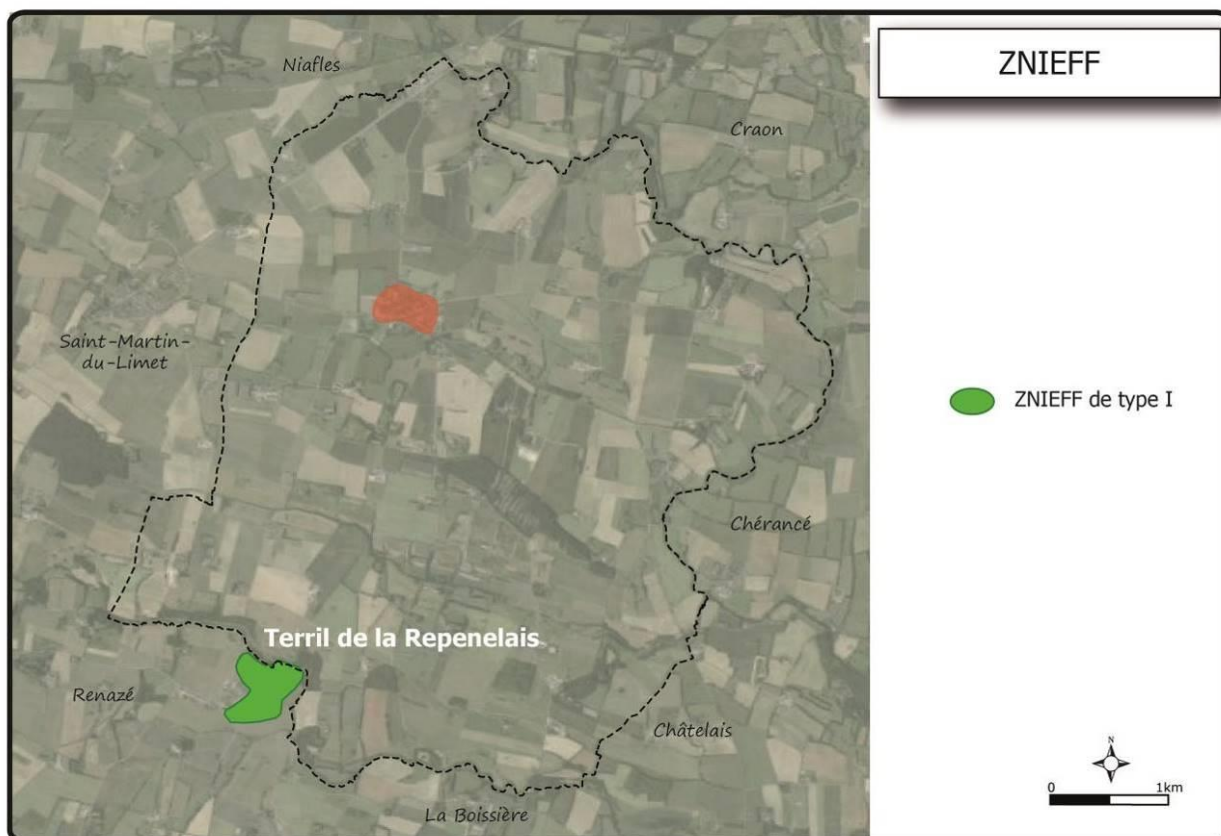 ZNIEFF
Niafles
Craon
Saint-Martin-
du-Limet
ZNIEFF de type I
Chérancé
Terril de la Repenelais
Renazé
Châtelais
La Boissière
N
0 1km